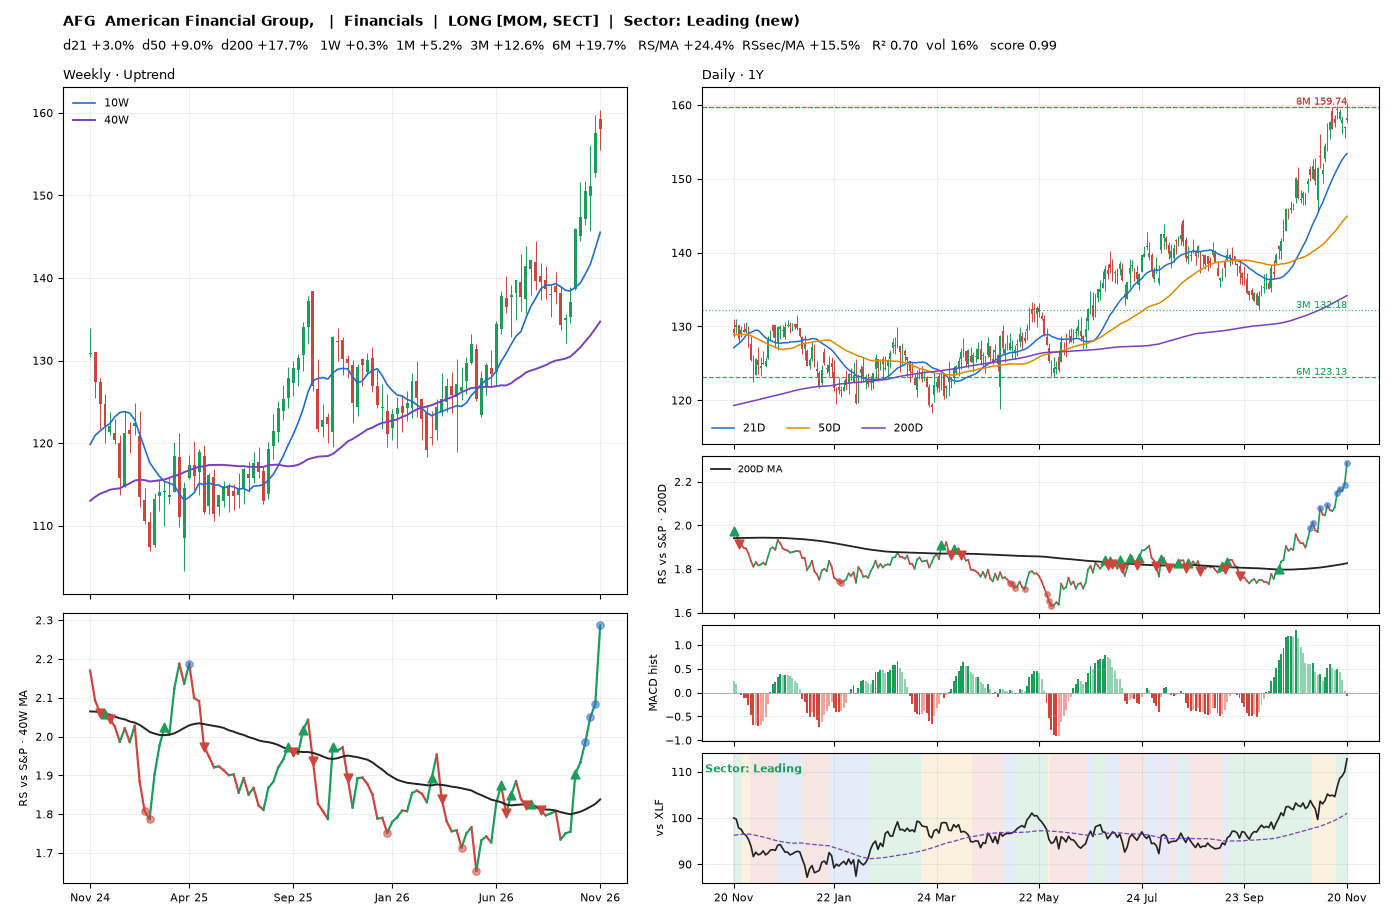 AFG  American Financial Group,   |  Financials  |  LONG [MOM, SECT]  |  Sector: Leading (new)
d21 +3.0%  d50 +9.0%  d200 +17.7%   1W +0.3%  1M +5.2%  3M +12.6%  6M +19.7%   RS/MA +24.4%  RSsec/MA +15.5%   R² 0.70  vol 16%   score 0.99
Weekly · Uptrend
10W
40W
160
150
140
130
120
110
RS vs S&P · 40W MA
2.3
2.2
2.1
2.0
1.9
1.8
1.7
Nov 24
Apr 25
Sep 25
Jan 26
Jun 26
Nov 26
Daily · 1Y
160
150
140
130
120
6M 159.74
3M 132.18
6M 123.13
21D
50D
200D
RS vs S&P · 200D
200D MA
2.2
2.0
1.8
1.6
MACD hist
1.0
0.5
0.0
−0.5
−1.0
vs XLF
Sector: Leading
110
100
90
20 Nov
22 Jan
24 Mar
22 May
24 Jul
23 Sep
20 Nov